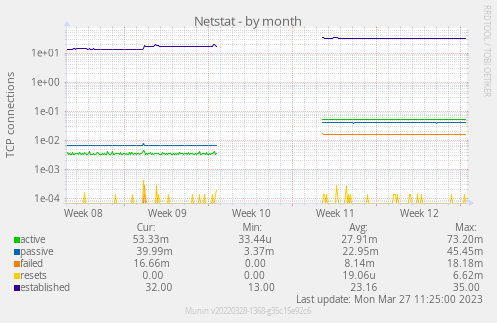 Netstat - by month
RRDTOOL / TOBI OETIKER
TCP connections
1e+01
1e+00
1e-01
1e-02
1e-03
1e-04
Week 08 Week 09 Week 10 Week 11 Week 12
Cur: Min: Avg: Max:
active 53.33m 33.44u 27.91m 73.20m
passive 39.99m 3.37m 22.95m 45.45m
failed 16.66m 0.00 8.14m 18.18m
resets 0.00 0.00 19.06u 6.62m
established 32.00 13.00 23.16 35.00
Last update: Mon Mar 27 11:25:00 2023
Munin v20220328-1368-g35c15e92c6